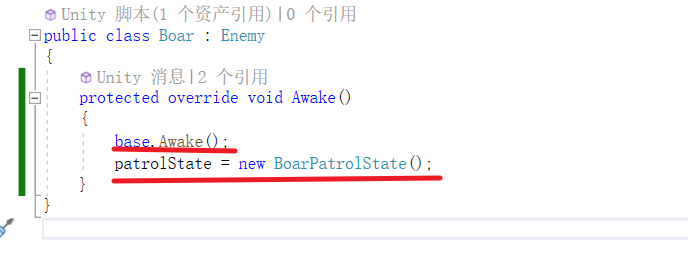 Unity 脚本(1 个资产引用)|0 个引用
public class Boar : Enemy
{
Unity 消息|2 个引用
protected override void Awake()
{
base.Awake();
patrolState = new BoarPatrolState();
}
}